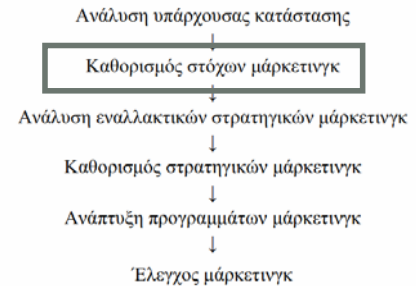 Ανάλυση υπάρχουσας κατάστασης
↓
Καθορισμός στόχων μάρκετινγκ
↓
Ανάλυση εναλλακτικών στρατηγικών μάρκετινγκ
↓
Καθορισμός στρατηγικών μάρκετινγκ
↓
Ανάπτυξη προγραμμάτων μάρκετινγκ
↓
Έλεγχος μάρκετινγκ